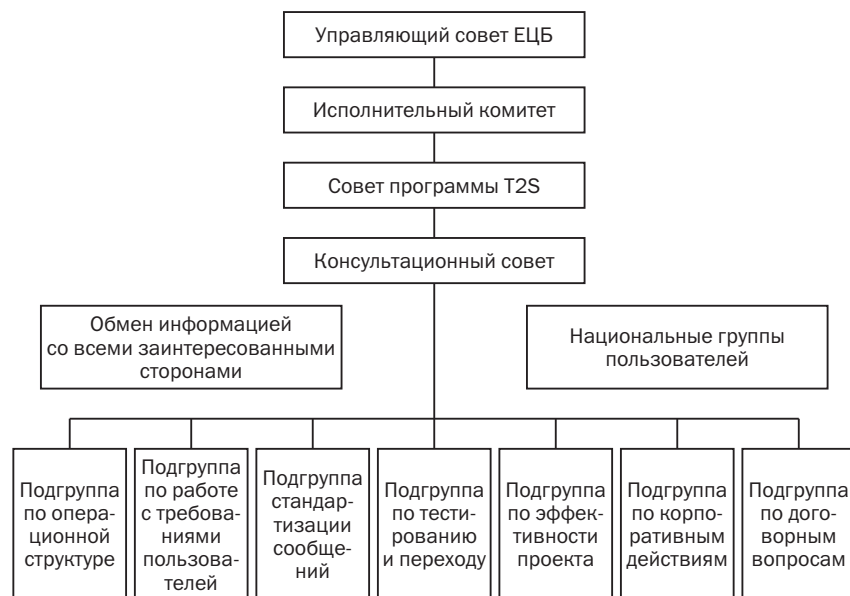 Управляющий совет ЕЦБ
Исполнительный комитет
Совет программы T2S
Консультационный совет
Обмен информацией
со всеми заинтересованными
сторонами
Национальные группы
пользователей
Подгруппа
по опера-
ционной
структуре
Подгруппа
по работе
с требова-
ниями
пользова-
телей
Подгруппа
стандар-
тизации
сообще-
ний
Подгруппа
по тести-
рованию
и переходу
Подгруппа
по эффек-
тивности
проекта
Подгруппа
по корпо-
ративным
действиям
Подгруппа
по дого-
ворным
вопросам